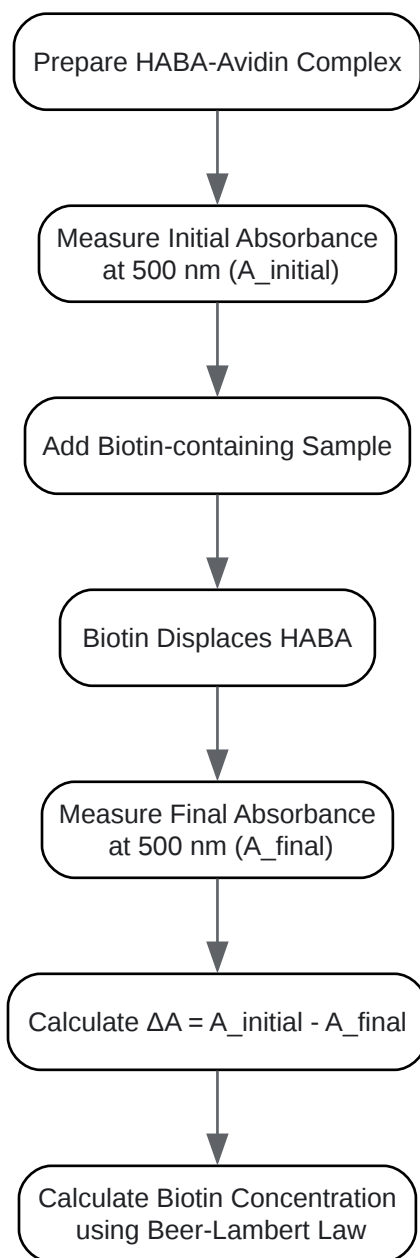 Prepare HABA-Avidin Complex
Measure Initial Absorbance
at 500 nm (A_initial)
Add Biotin-containing Sample
Biotin Displaces HABA
Measure Final Absorbance
at 500 nm (A_final)
Calculate ΔA = A_initial - A_final
Calculate Biotin Concentration
using Beer-Lambert Law